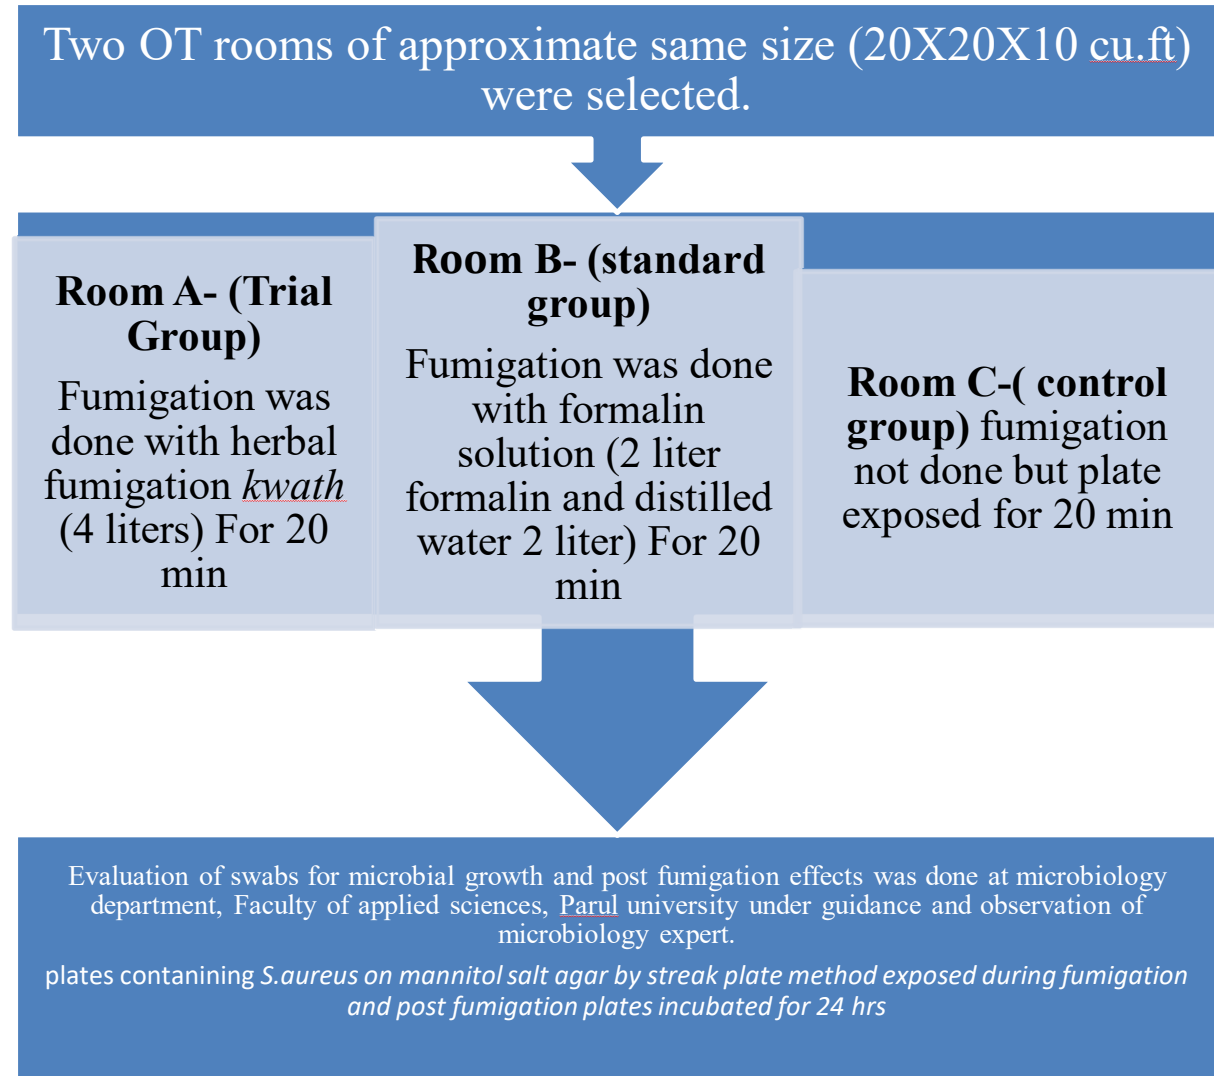 Two OT rooms of approximate same size (20X20X10 cu.ft)
were selected.
Room A- (Trial
Group)
Fumigation was
done with herbal
fumigation kwath
(4 liters) For 20
min
Room B- (standard
group)
Fumigation was done
with formalin
solution (2 liter
formalin and distilled
water 2 liter) For 20
min
Room C-( control
group) fumigation
not done but plate
exposed for 20 min
Evaluation of swabs for microbial growth and post fumigation effects was done at microbiology
department, Faculty of applied sciences, Parul university under guidance and observation of
microbiology expert.
plates contanining S.aureus on mannitol salt agar by streak plate method exposed during fumigation
and post fumigation plates incubated for 24 hrs